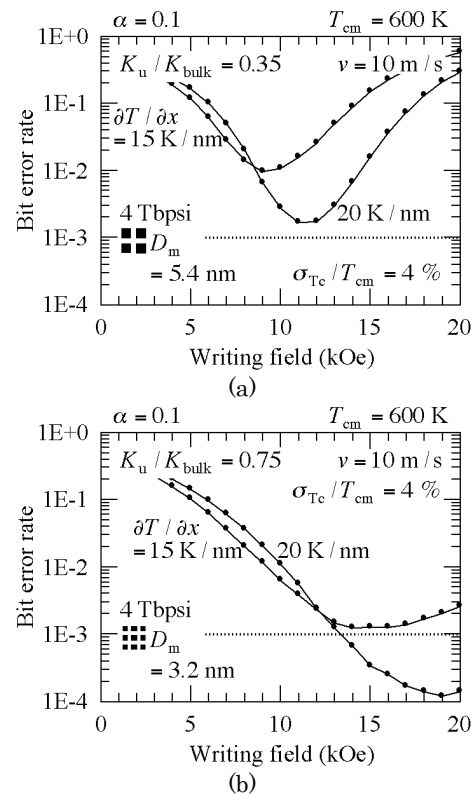 α = 0.1 T_cm = 600 K
1E+0
K_u / K_bulk = 0.35 v = 10 m / s
1E-1
∂T / ∂x
= 15 K / nm
1E-2
4 Tbpsi 20 K / nm
D_m
1E-3
= 5.4 nm σ_Tc / T_cm = 4 %
1E-4
0 5 10 15 20
Writing field (kOe)
Bit error rate
(a)
α = 0.1 T_cm = 600 K
1E+0
K_u / K_bulk = 0.75 v = 10 m / s
σ_Tc / T_cm = 4 %
1E-1
∂T / ∂x
= 15 K / nm 20 K / nm
1E-2
4 Tbpsi
1E-3
D_m
= 3.2 nm
1E-4
0 5 10 15 20
Writing field (kOe)
Bit error rate
(b)